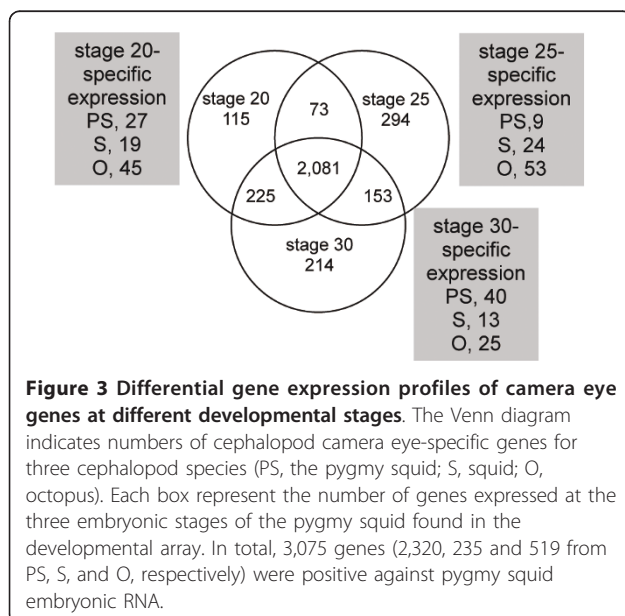 stage 20-
specific
expression
PS, 27
S, 19
O, 45
stage 20
115
73
stage 25
294
2,081
225
153
stage 30
214
stage 25-
specific
expression
PS,9
S, 24
O, 53
stage 30-
specific
expression
PS, 40
S, 13
O, 25
Figure 3 Differential gene expression profiles of camera eye
genes at different developmental stages. The Venn diagram
indicates numbers of cephalopod camera eye-specific genes for
three cephalopod species (PS, the pygmy squid; S, squid; O,
octopus). Each box represent the number of genes expressed at the
three embryonic stages of the pygmy squid found in the
developmental array. In total, 3,075 genes (2,320, 235 and 519 from
PS, S, and O, respectively) were positive against pygmy squid
embryonic RNA.